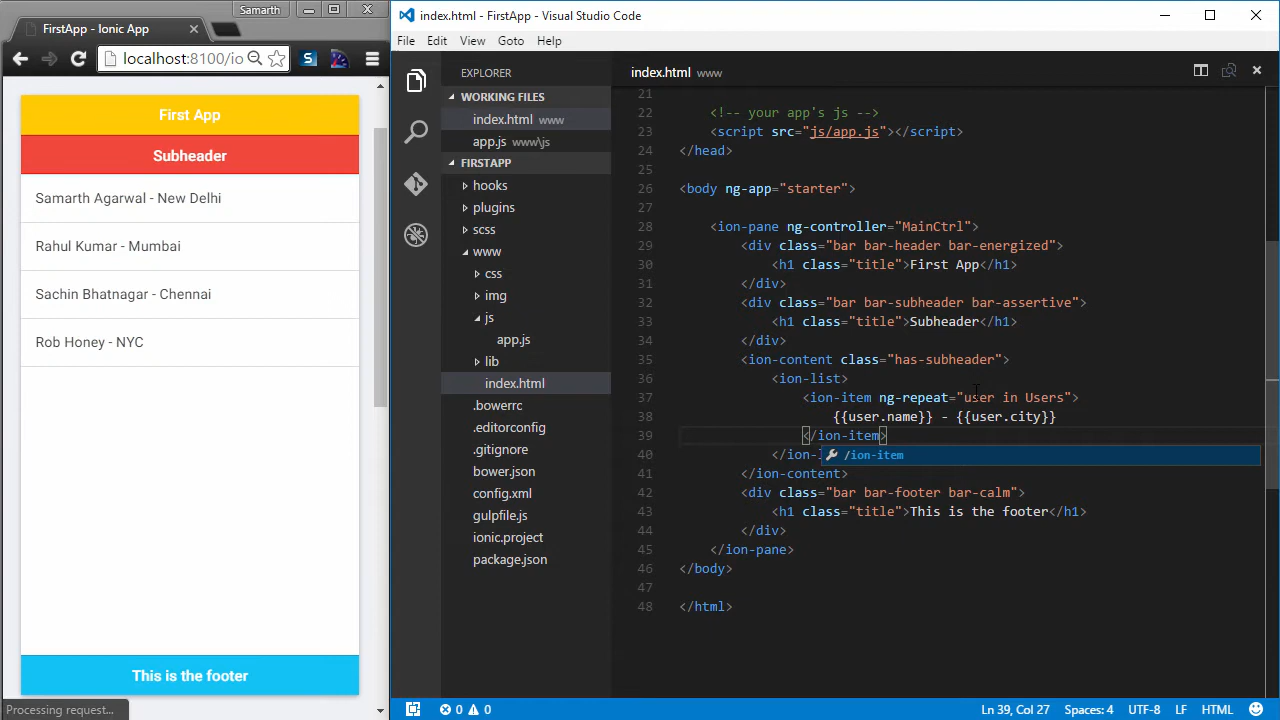 Samarth
FirstApp - Ionic App
localhost:8100/io
First App
Subheader
Samarth Agarwal - New Delhi
Rahul Kumar - Mumbai
Sachin Bhatnagar - Chennai
Rob Honey - NYC
This is the footer
Processing request...
index.html - FirstApp - Visual Studio Code
File Edit View Goto Help
EXPLORER
WORKING FILES
index.html www
app.js www\js
FIRSTAPP
hooks
plugins
scss
www
css
img
js
app.js
lib
index.html
.bowerrc
.editorconfig
.gitignore
bower.json
config.xml
gulpfile.js
ionic.project
package.json
index.html www
21
22 <!-- your app's js -->
23 <script src="js/app.js"></script>
24 </head>
25
26 <body ng-app="starter">
27
28 <ion-pane ng-controller="MainCtrl">
29 <div class="bar bar-header bar-energized">
30 <h1 class="title">First App</h1>
31 </div>
32 <div class="bar bar-subheader bar-assertive">
33 <h1 class="title">Subheader</h1>
34 </div>
35 <ion-content class="has-subheader">
36 <ion-list>
37 <ion-item ng-repeat="user in Users">
38 {{user.name}} - {{user.city}}
39 </ion-item>
40 </ion-
/ion-item
41 </ion-content>
42 <div class="bar bar-footer bar-calm">
43 <h1 class="title">This is the footer</h1>
44 </div>
45 </ion-pane>
46 </body>
47
48 </html>
0 0
Ln 39, Col 27 Spaces: 4 UTF-8 LF HTML